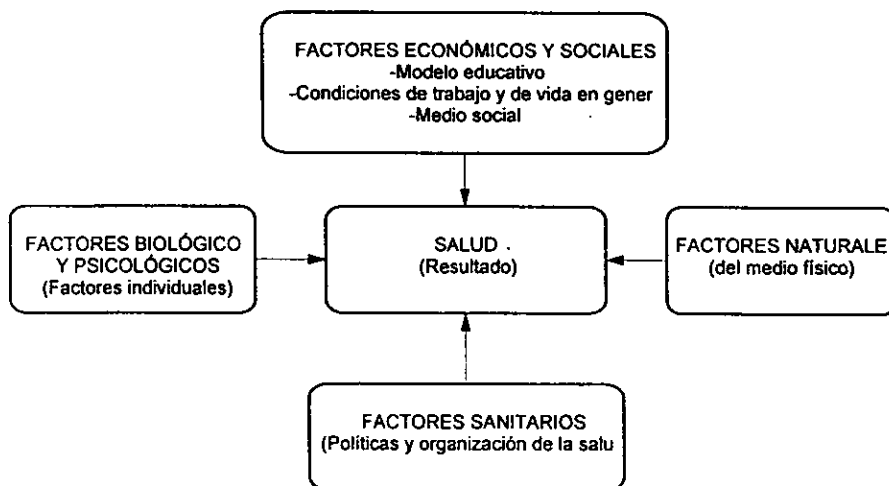 FACTORES ECONÓMICOS Y SOCIALES
-Modelo educativo
-Condiciones de trabajo y de vida en gener
-Medio social
FACTORES BIOLÓGICO
Y PSICOLÓGICOS
(Factores individuales)
SALUD
(Resultado)
FACTORES NATURALE
(del medio físico)
FACTORES SANITARIOS
(Políticas y organización de la salu